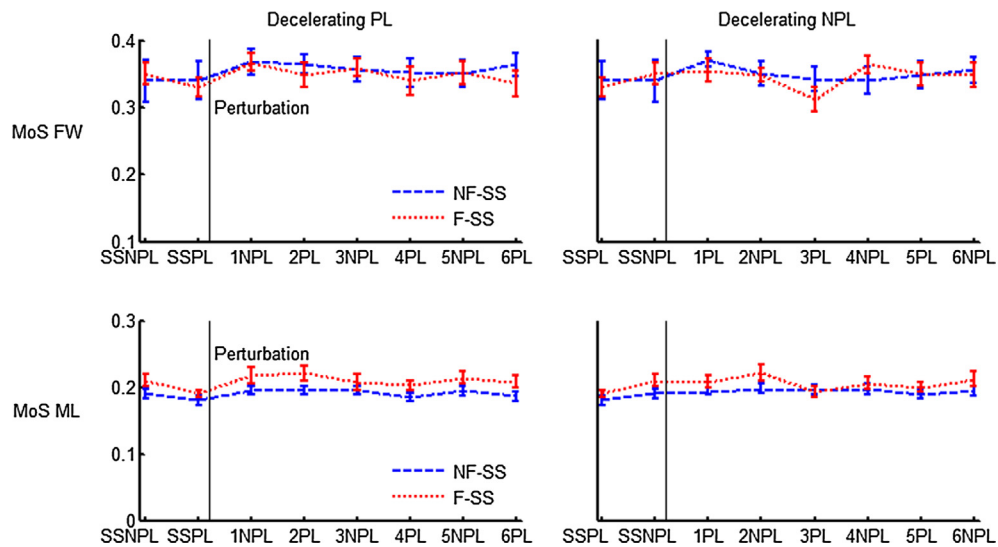 Decelerating PL
Decelerating NPL
MoS FW
0.4
0.3
0.2
0.1
Perturbation
NF-SS
F-SS
SSNPL SSPL 1NPL 2PL 3NPL 4PL 5NPL 6PL
SSPL SSNPL 1PL 2NPL 3PL 4NPL 5PL 6NPL
MoS ML
0.3
0.2
0.1
0
Perturbation
NF-SS
F-SS
SSNPL SSPL 1NPL 2PL 3NPL 4PL 5NPL 6PL
SSPL SSNPL 1PL 2NPL 3PL 4NPL 5PL 6NPL